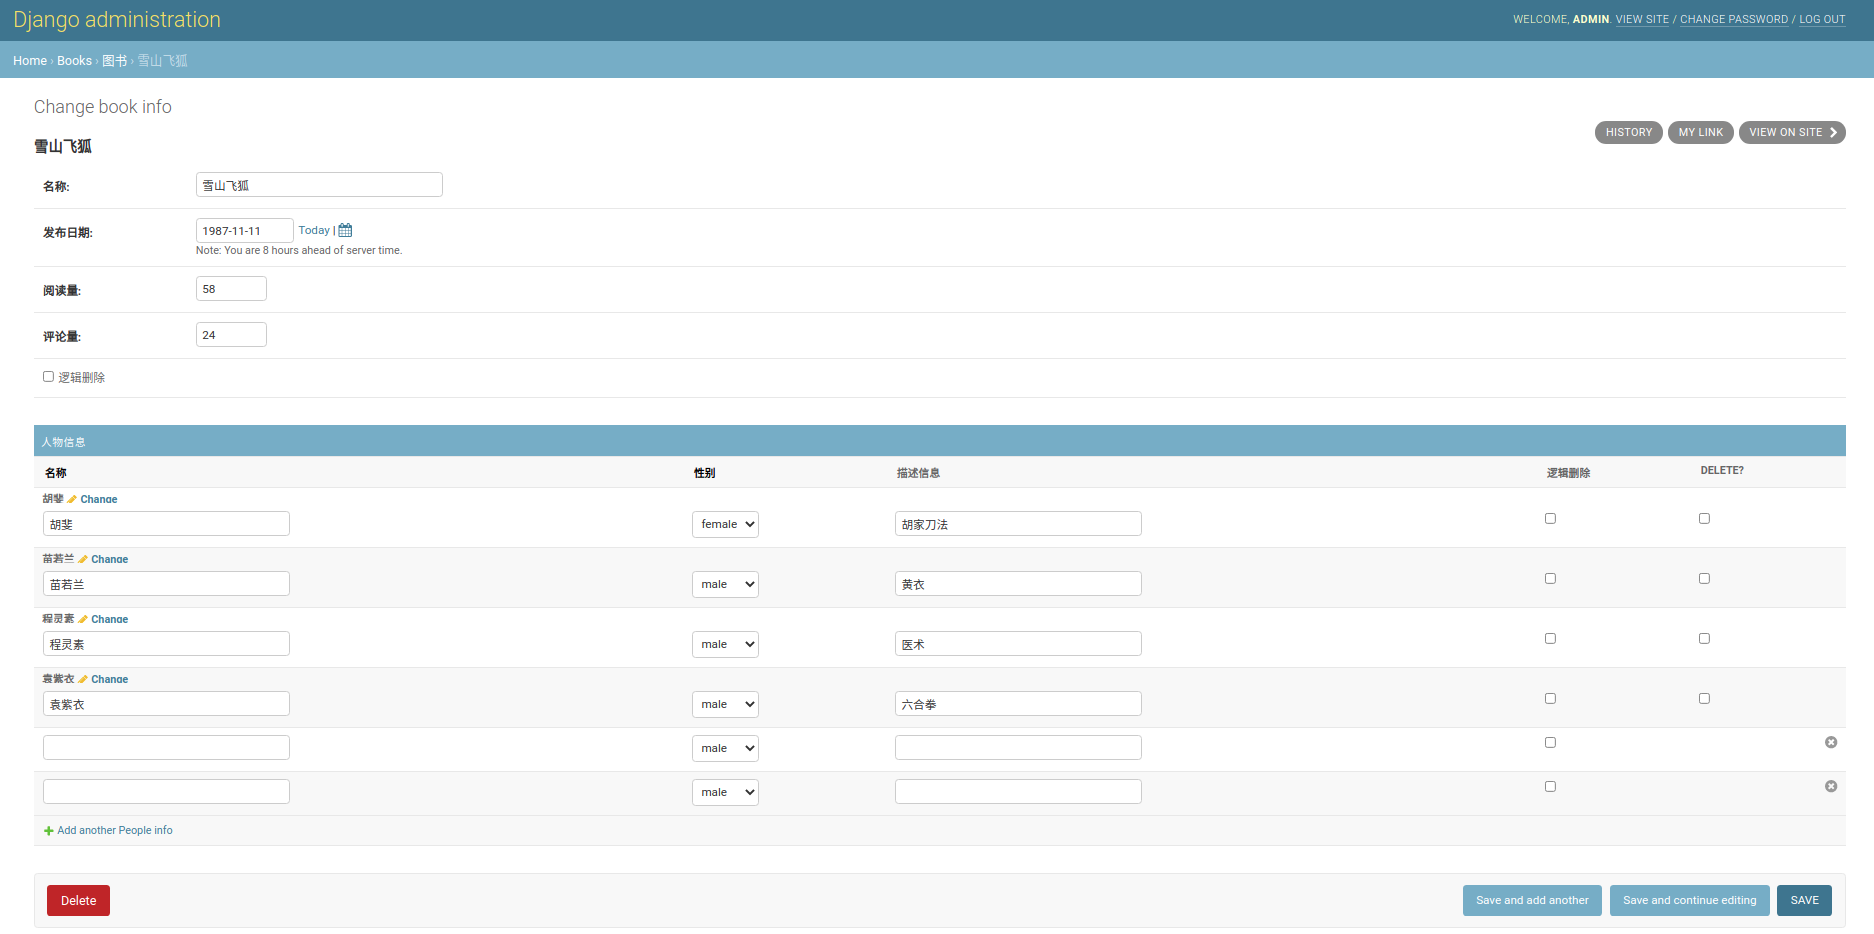 Django administration
WELCOME, ADMIN. VIEW SITE / CHANGE PASSWORD / LOG OUT
Home › Books › 图书 › 雪山飞狐
Change book info
HISTORY MY LINK VIEW ON SITE
雪山飞狐
名称: 雪山飞狐
发布日期: 1987-11-11 Today |
Note: You are 8 hours ahead of server time.
阅读量: 58
评论量: 24
逻辑删除
人物信息
名称 性别 描述信息 逻辑删除 DELETE?
胡斐 Change
胡斐 female 胡家刀法
苗若兰 Change
苗若兰 male 黄衣
程灵素 Change
程灵素 male 医术
袁紫衣 Change
袁紫衣 male 六合拳
male
male
Add another People info
Delete Save and add another Save and continue editing SAVE